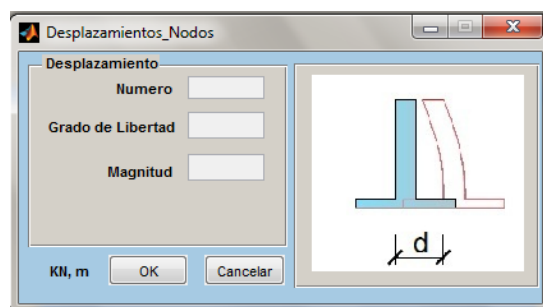 Desplazamientos_Nodos
Desplazamiento
Numero
Grado de Libertad
Magnitud
d
KN, m
OK
Cancelar